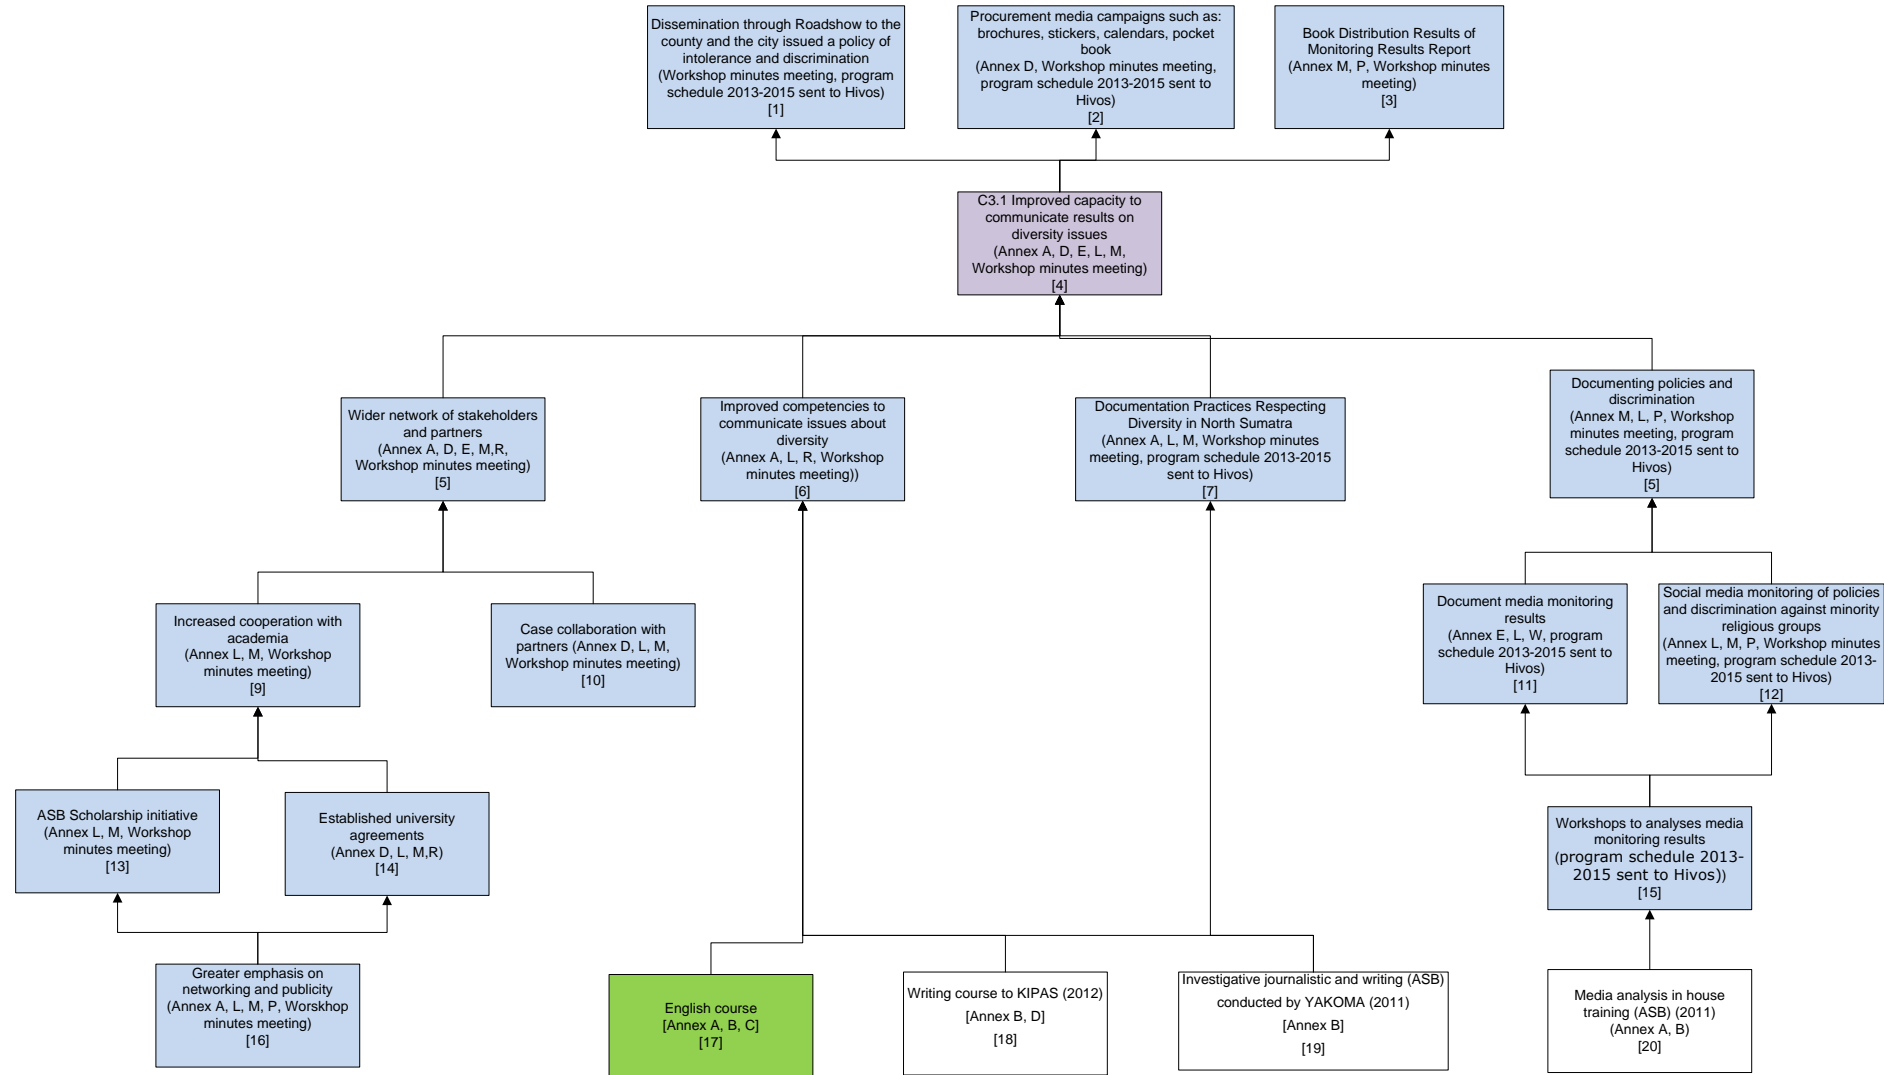 Dissemination through Roadshow to the
county and the city issued a policy of
intolerance and discrimination
(Workshop minutes meeting, program
schedule 2013-2015 sent to Hivos)
[1]
Procurement media campaigns such as:
brochures, stickers, calendars, pocket
book
(Annex D, Workshop minutes meeting,
program schedule 2013-2015 sent to
Hivos)
[2]
Book Distribution Results of
Monitoring Results Report
(Annex M, P, Workshop minutes
meeting)
[3]
C3.1 Improved capacity to
communicate results on
diversity issues
(Annex A, D, E, L, M,
Workshop minutes meeting)
[4]
Wider network of stakeholders
and partners
(Annex A, D, E, M,R,
Workshop minutes meeting)
[5]
Improved competencies to
communicate issues about
diversity
(Annex A, L, R, Workshop
minutes meeting))
[6]
Documentation Practices Respecting
Diversity in North Sumatra
(Annex A, L, M, Workshop minutes
meeting, program schedule 2013-2015
sent to Hivos)
[7]
Documenting policies and
discrimination
(Annex M, L, P, Workshop
minutes meeting, program
schedule 2013-2015 sent to
Hivos)
[5]
Increased cooperation with
academia
(Annex L, M, Workshop
minutes meeting)
[9]
Case collaboration with
partners (Annex D, L, M,
Workshop minutes meeting)
[10]
Document media monitoring
results
(Annex E, L, W, program
schedule 2013-2015 sent to
Hivos)
[11]
Social media monitoring of policies
and discrimination against minority
religious groups
(Annex L, M, P, Workshop minutes
meeting, program schedule 2013-
2015 sent to Hivos)
[12]
ASB Scholarship initiative
(Annex L, M, Workshop
minutes meeting)
[13]
Established university
agreements
(Annex D, L, M,R)
[14]
Workshops to analyses media
monitoring results
(program schedule 2013-
2015 sent to Hivos))
[15]
Greater emphasis on
networking and publicity
(Annex A, L, M, P, Worskhop
minutes meeting)
[16]
English course
[Annex A, B, C]
[17]
Writing course to KIPAS (2012)
[Annex B, D]
[18]
Investigative journalistic and writing (ASB)
conducted by YAKOMA (2011)
[Annex B]
[19]
Media analysis in house
training (ASB) (2011)
(Annex A, B)
[20]